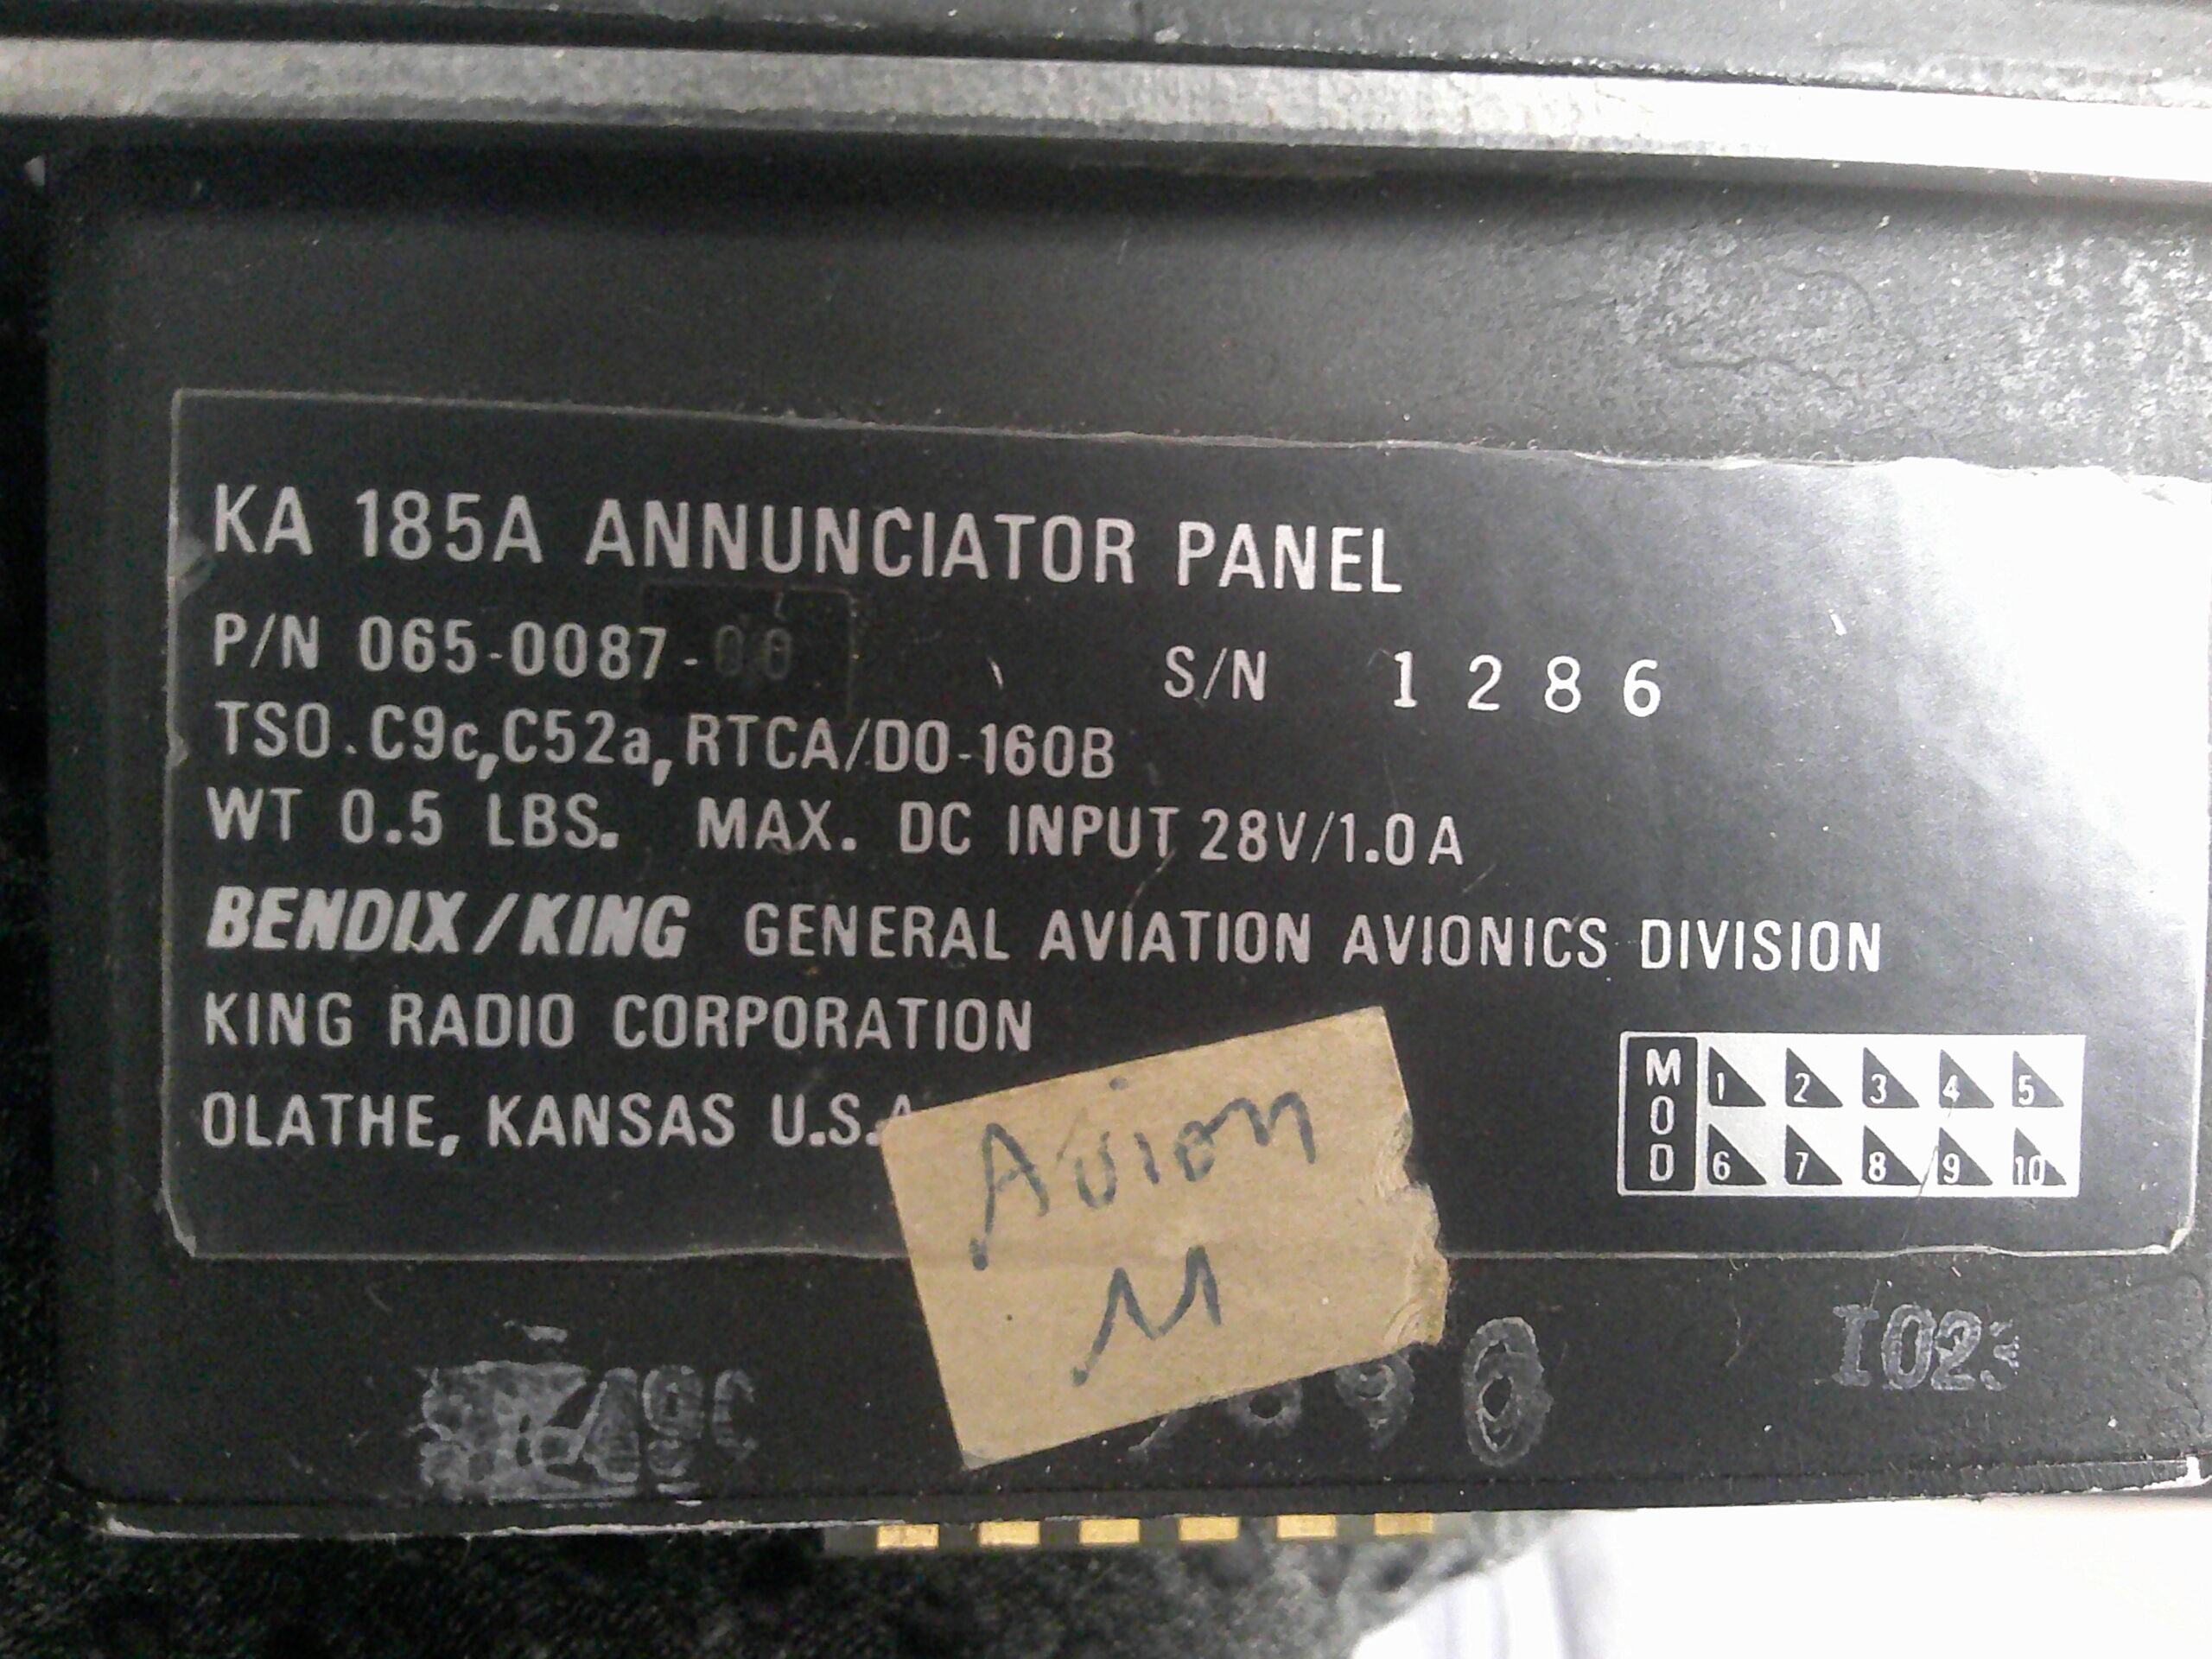 KA 185A ANNUNCIATOR PANEL
P/N 065-0087-00 S/N 1286
TSO.C9c,C52a,RTCA/DO-160B
WT 0.5 LBS. MAX. DC INPUT 28V/1.0A
BENDIX/KING GENERAL AVIATION AVIONICS DIVISION
KING RADIO CORPORATION
OLATHE, KANSAS U.S.A
MOD 1 2 3 4 5
6 7 8 9 10
Avion
M